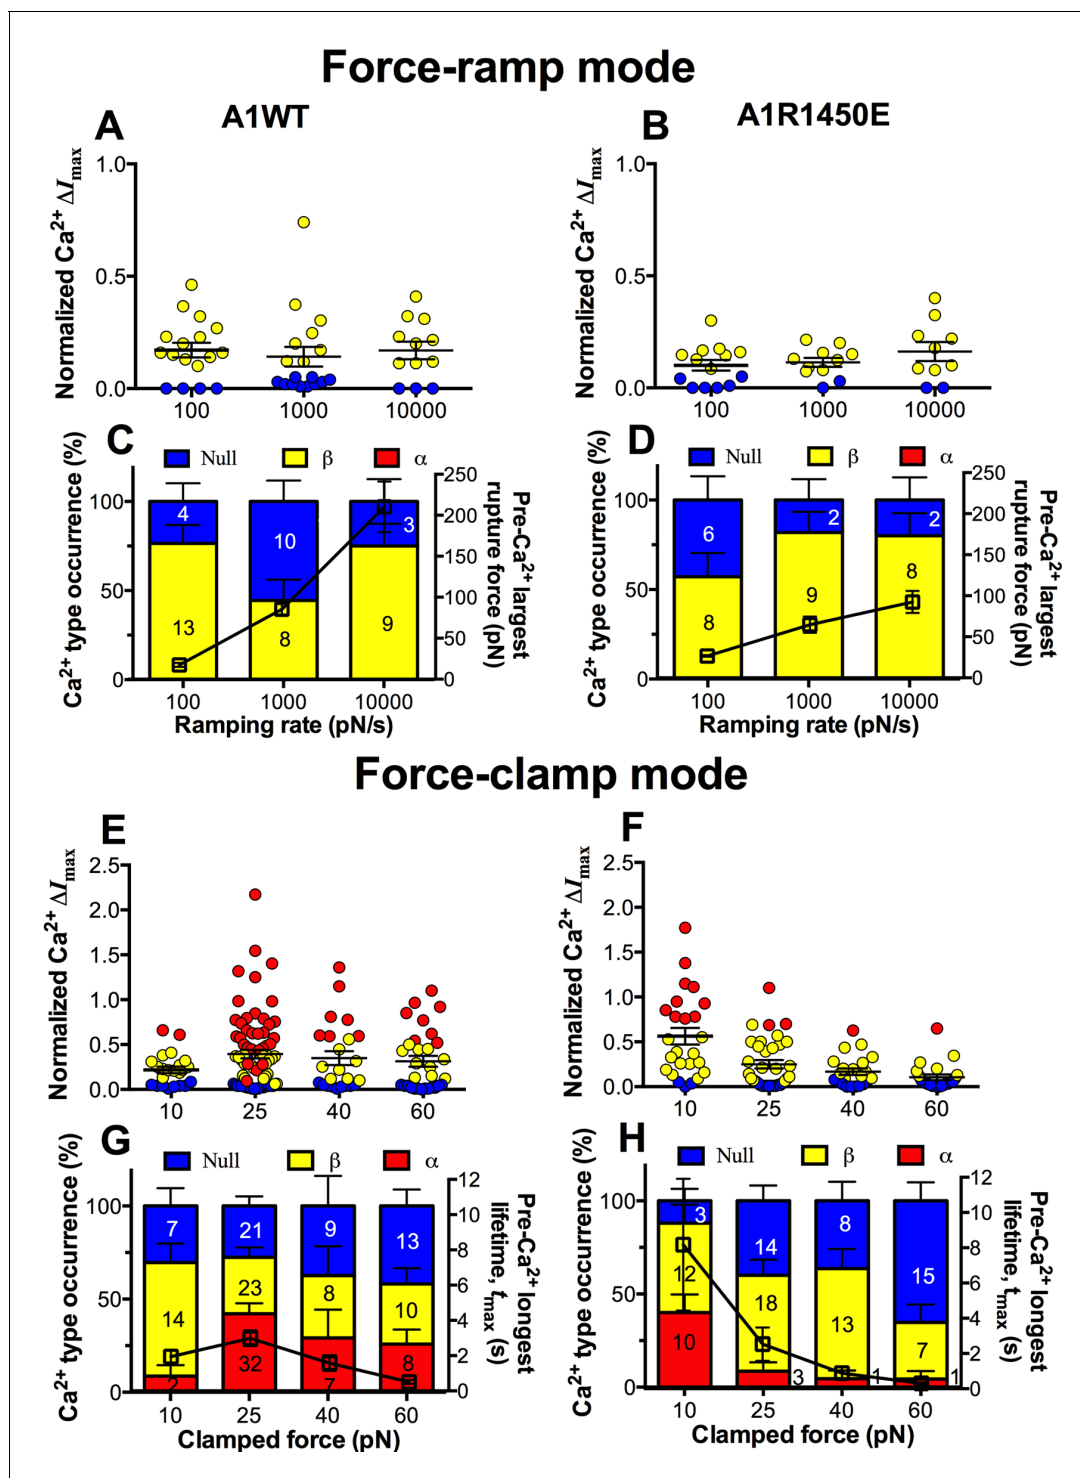 Force-ramp mode
A A1WT
B A1R1450E
Normalized Ca2+ ΔImax
1.0
0.5
0.0
100 1000 10000
Normalized Ca2+ ΔImax
1.0
0.5
0.0
100 1000 10000
C
Null β α
Ca2+ type occurrence (%)
100
50
0
4 10 3
13 8 9
250
200
150
100
50
0
Pre-Ca2+ largest
rupture force (pN)
100 1000 10000
Ramping rate (pN/s)
D
Null β α
Ca2+ type occurrence (%)
100
50
0
6 2 2
8 9 8
250
200
150
100
50
0
Pre-Ca2+ largest
rupture force (pN)
100 1000 10000
Ramping rate (pN/s)
Force-clamp mode
E
Normalized Ca2+ ΔImax
2.5
2.0
1.5
1.0
0.5
0.0
10 25 40 60
F
Normalized Ca2+ ΔImax
2.5
2.0
1.5
1.0
0.5
0.0
10 25 40 60
G
Null β α
Ca2+ type occurrence (%)
100
50
0
7 21 9 13
14 23 8 10
2 32 7 8
12
10
8
6
4
2
0
Pre-Ca2+ longest
lifetime, tmax (s)
10 25 40 60
Clamped force (pN)
H
Null β α
Ca2+ type occurrence (%)
100
50
0
3 14 8 15
12 18 13 7
10 3 1 1
12
10
8
6
4
2
0
Pre-Ca2+ longest
lifetime, tmax (s)
10 25 40 60
Clamped force (pN)